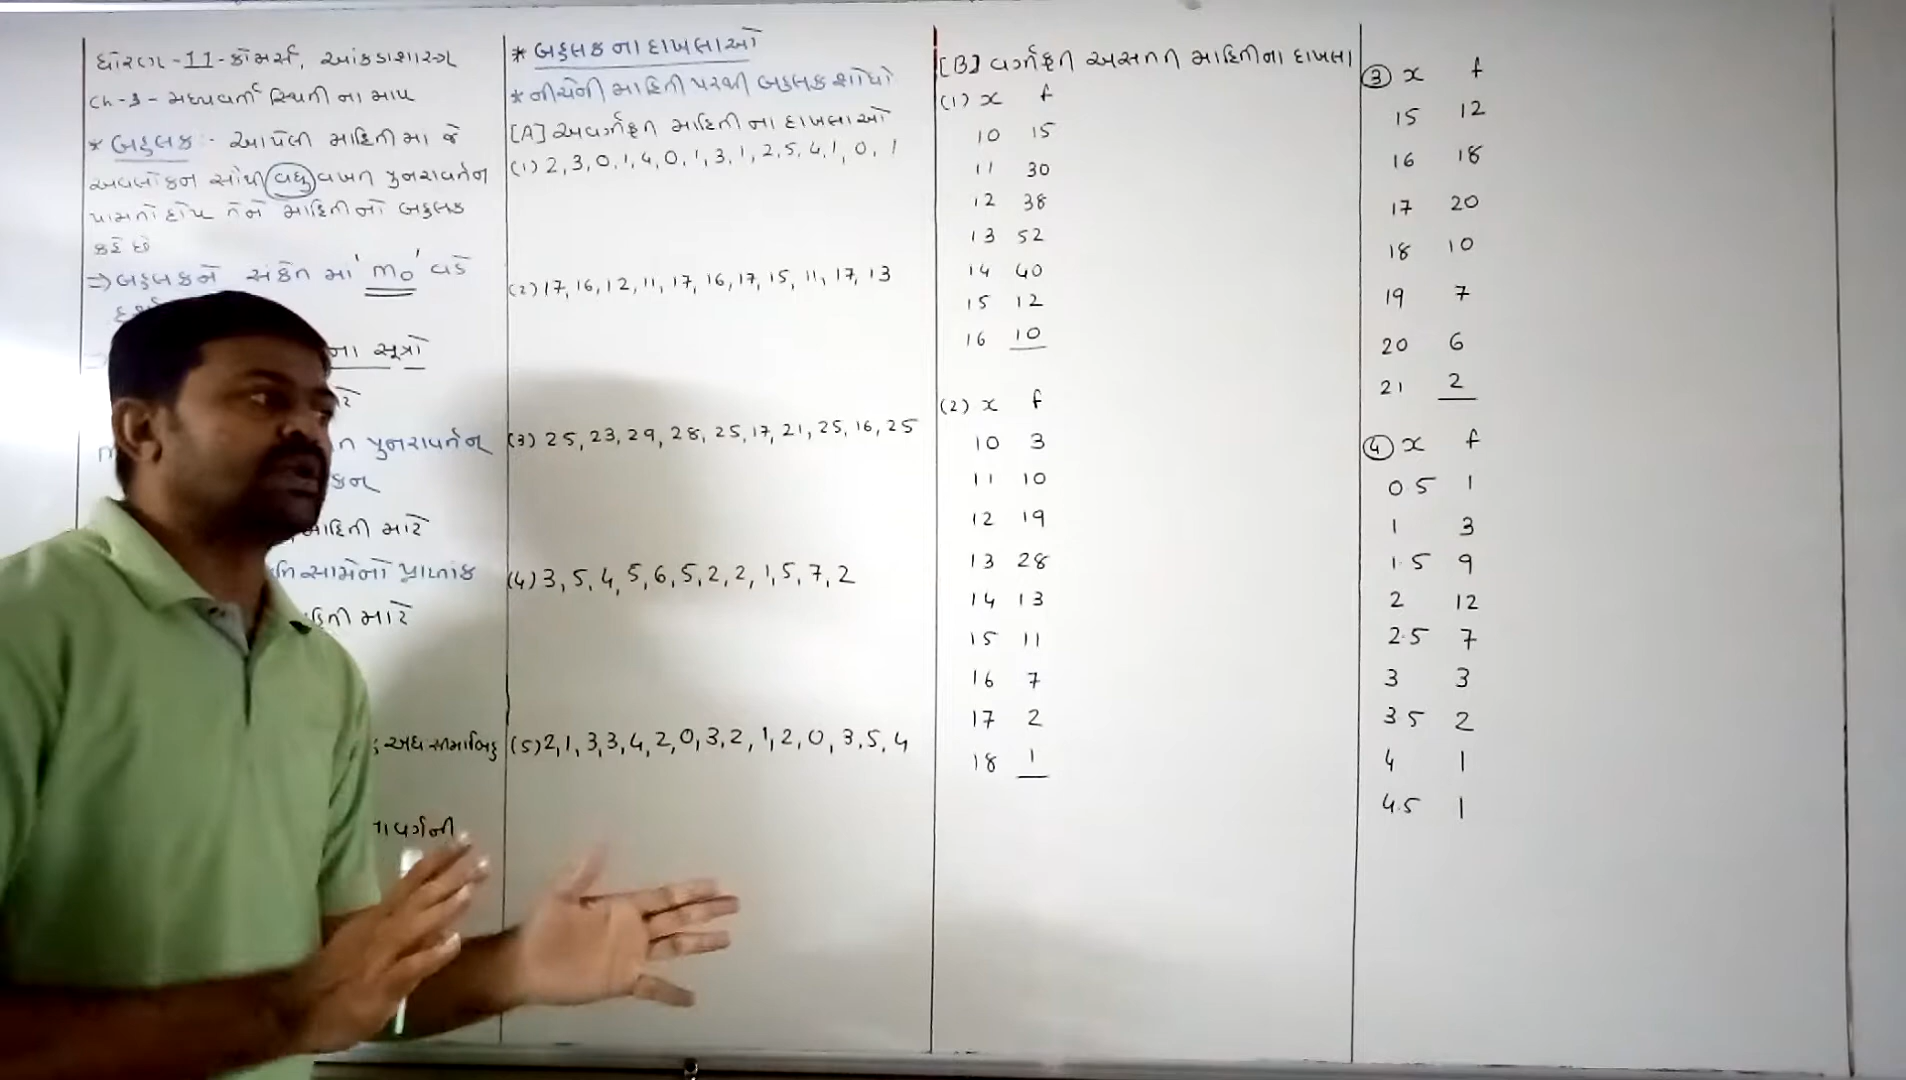 ધોરણ - 11 - કોમર્સ, આંકડાશાસ્ત્ર
Ch - 3 - મધ્યવર્તી સ્થિતી ના માપ
* બહુલક :- આપેલી માહિતી મા જે
અવલોકન સૌથી વધુ વખત પુનરાવર્તન
પામતો હોય તેને માહિતીનો બહુલક
કહે છે
⇒ બહુલકને સંકેત માં 'M₀' વડે
ના સૂત્રો
પુનરાવર્તન
માહિતી માટે
સામેનો પ્રાપ્તાંક
માટે
અધઃસીમાબિંદુ
વર્ગની
* બહુલક ના દાખલાઓ
* નીચેની માહિતી પરથી બહુલક શોધો
[A] અવર્ગીકૃત માહિતી ના દાખલાઓ
(1) 2, 3, 0, 1, 4, 0, 1, 3, 1, 2, 5, 4, 1, 0, 1
(2) 17, 16, 12, 11, 17, 16, 17, 15, 11, 17, 13
(3) 25, 23, 29, 28, 25, 17, 21, 25, 16, 25
(4) 3, 5, 4, 5, 6, 5, 2, 2, 1, 5, 7, 2
(5) 2, 1, 3, 3, 4, 2, 0, 3, 2, 1, 2, 0, 3, 5, 4
[B] વર્ગીકૃત અસતત માહિતીના દાખલા
(1) x f
10 15
11 30
12 38
13 52
14 40
15 12
16 10
(2) x f
10 3
11 10
12 19
13 28
14 13
15 11
16 7
17 2
18 1
③ x f
15 12
16 18
17 20
18 10
19 7
20 6
21 2
④ x f
0.5 1
1 3
1.5 9
2 12
2.5 7
3 3
3 5 2
4 1
4.5 1